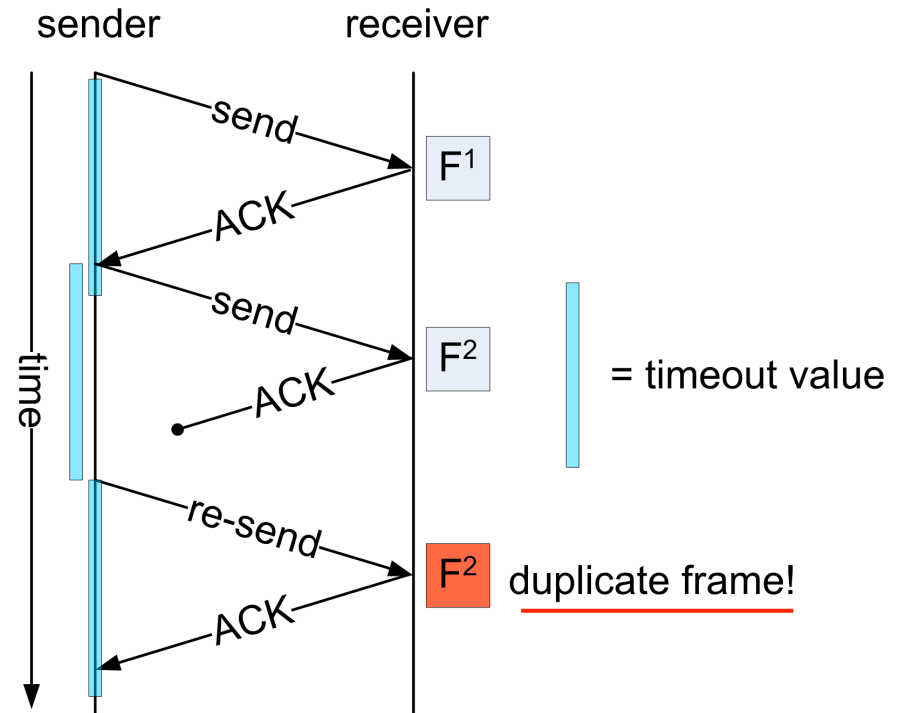 sender
receiver
send
F¹
ACK
send
F²
ACK
time
= timeout value
re-send
F²
duplicate frame!
ACK